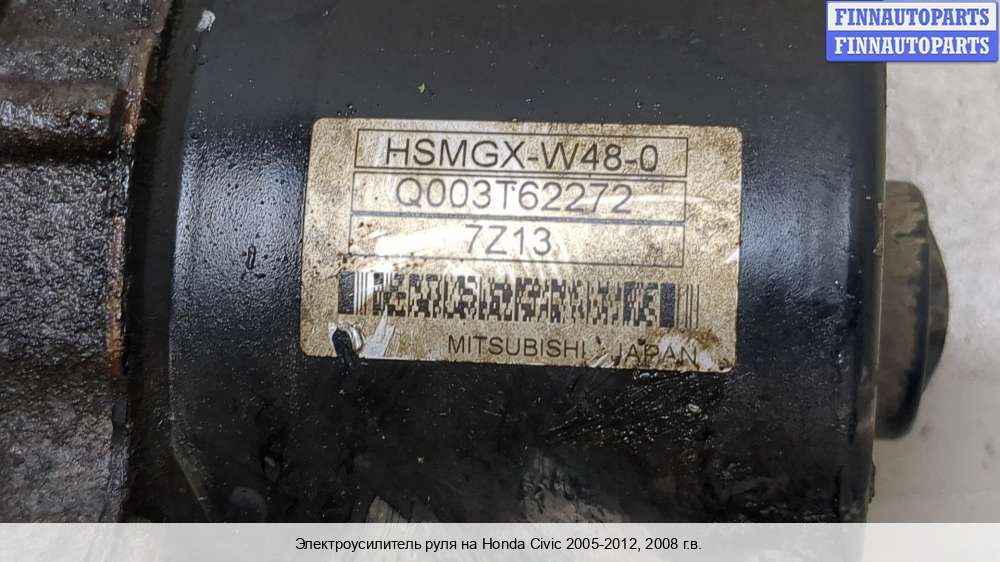 FINNAUTOPARTS
FINNAUTOPARTS
HSMGX-W48-0
Q003T62272
7Z13
MITSUBISHI JAPAN
Электроусилитель руля на Honda Civic 2005-2012, 2008 г.в.